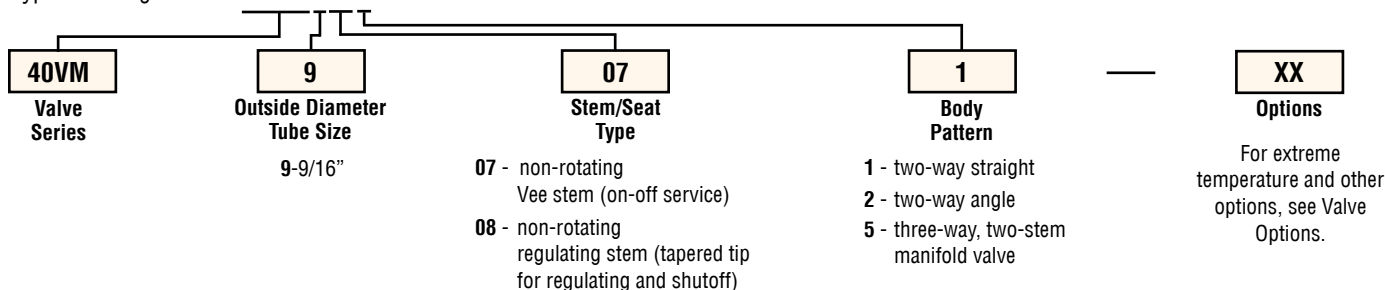 40VM
Valve
Series
9
Outside Diameter
Tube Size
9-9/16”
07
Stem/Seat
Type
07 - non-rotating
Vee stem (on-off service)
08 - non-rotating
regulating stem (tapered tip
for regulating and shutoff)
1
Body
Pattern
1 - two-way straight
2 - two-way angle
5 - three-way, two-stem
manifold valve
—
XX
Options
For extreme
temperature and other
options, see Valve
Options.